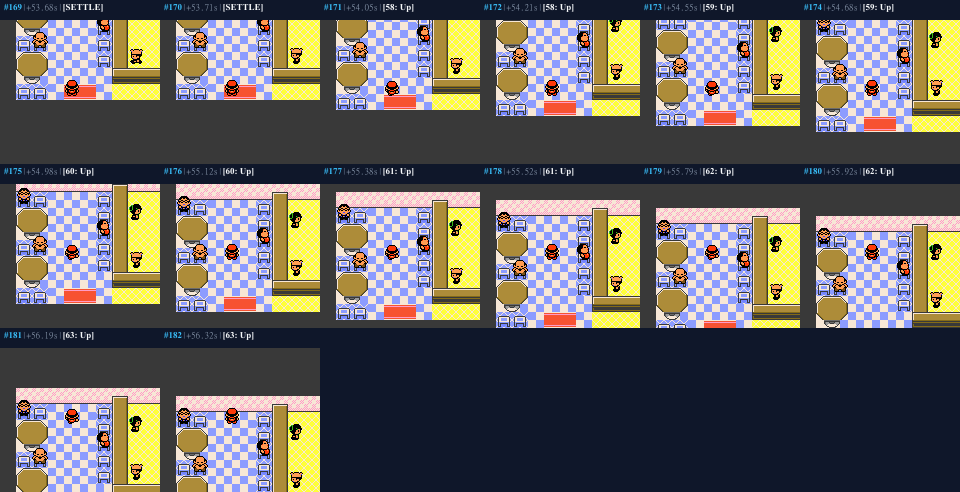 #169 | +53.68s | [SETTLE]
#170 | +53.71s | [SETTLE]
#171 | +54.05s | [58: Up]
#172 | +54.21s | [58: Up]
#173 | +54.55s | [59: Up]
#174 | +54.68s | [59: Up]
#175 | +54.98s | [60: Up]
#176 | +55.12s | [60: Up]
#177 | +55.38s | [61: Up]
#178 | +55.52s | [61: Up]
#179 | +55.79s | [62: Up]
#180 | +55.92s | [62: Up]
#181 | +56.19s | [63: Up]
#182 | +56.32s | [63: Up]